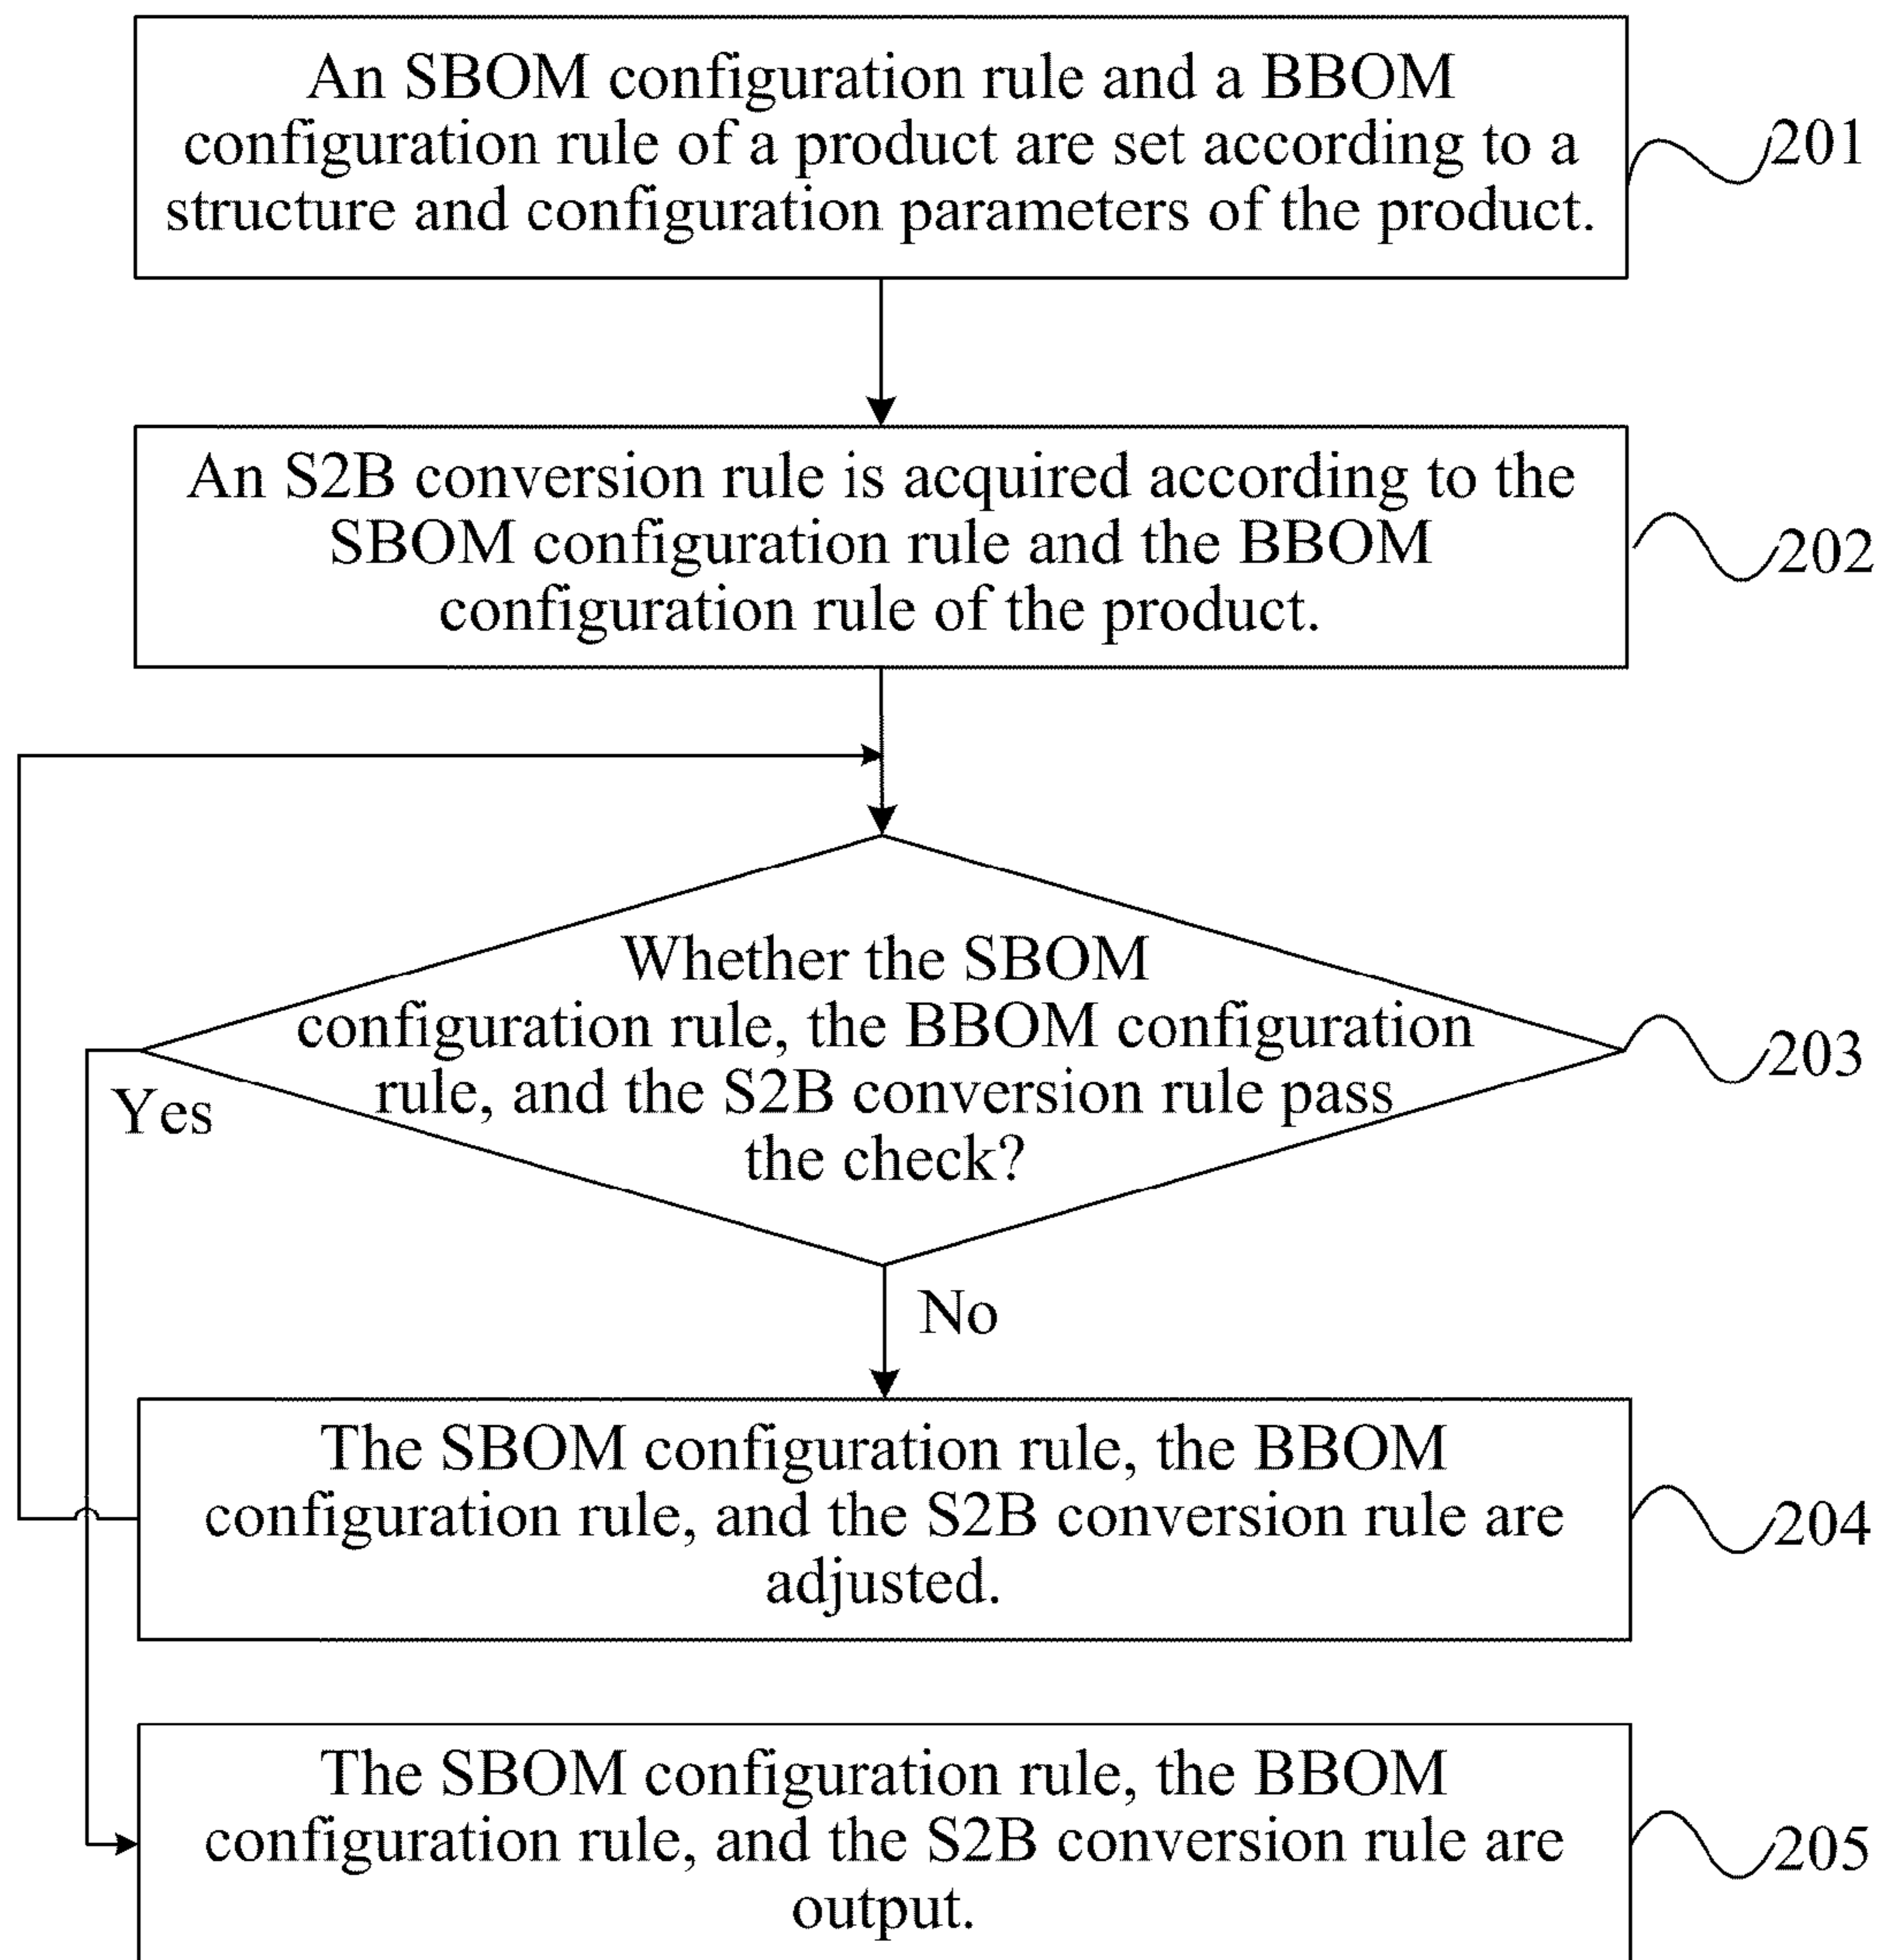 An SBOM configuration rule and a BBOM
configuration rule of a product are set according to a
structure and configuration parameters of the product.
201
An S2B conversion rule is acquired according to the
SBOM configuration rule and the BBOM
configuration rule of the product.
202
Whether the SBOM
configuration rule, the BBOM configuration
rule, and the S2B conversion rule pass
the check?
203
Yes
No
The SBOM configuration rule, the BBOM
configuration rule, and the S2B conversion rule are
adjusted.
204
The SBOM configuration rule, the BBOM
configuration rule, and the S2B conversion rule are
output.
205